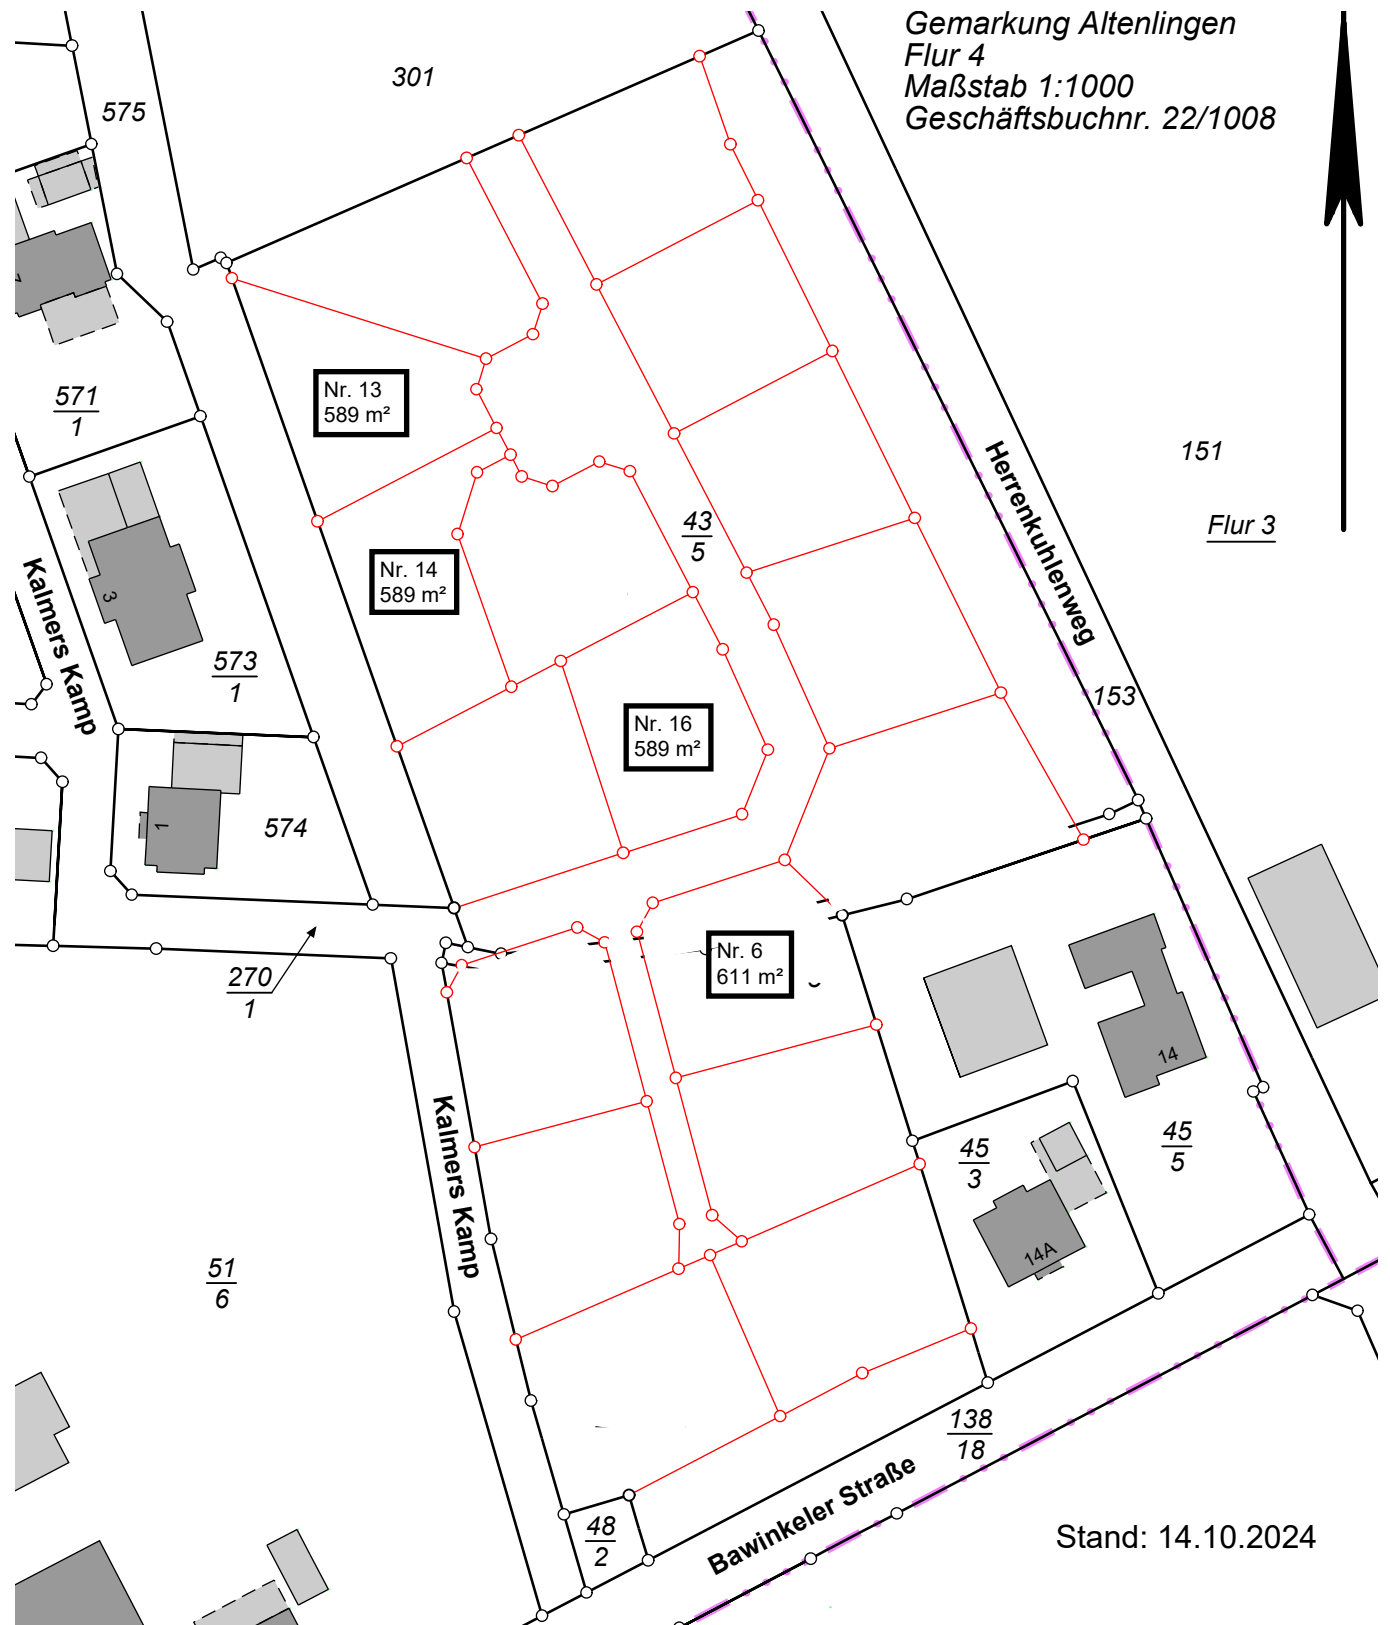 Gemarkung Altenlingen
Flur 4
Maßstab 1:1000
Geschäftsbuchnr. 22/1008
301
575
571
1
Nr. 13
589 m²
151
Flur 3
43
5
Herrenkuhlenweg
Nr. 14
589 m²
3
Kalmers Kamp
573
1
153
Nr. 16
589 m²
1
574
Nr. 6
611 m²
270
1
14
Kalmers Kamp
45
3
45
5
14A
51
6
138
18
Bawinkeler Straße
48
2
Stand: 14.10.2024